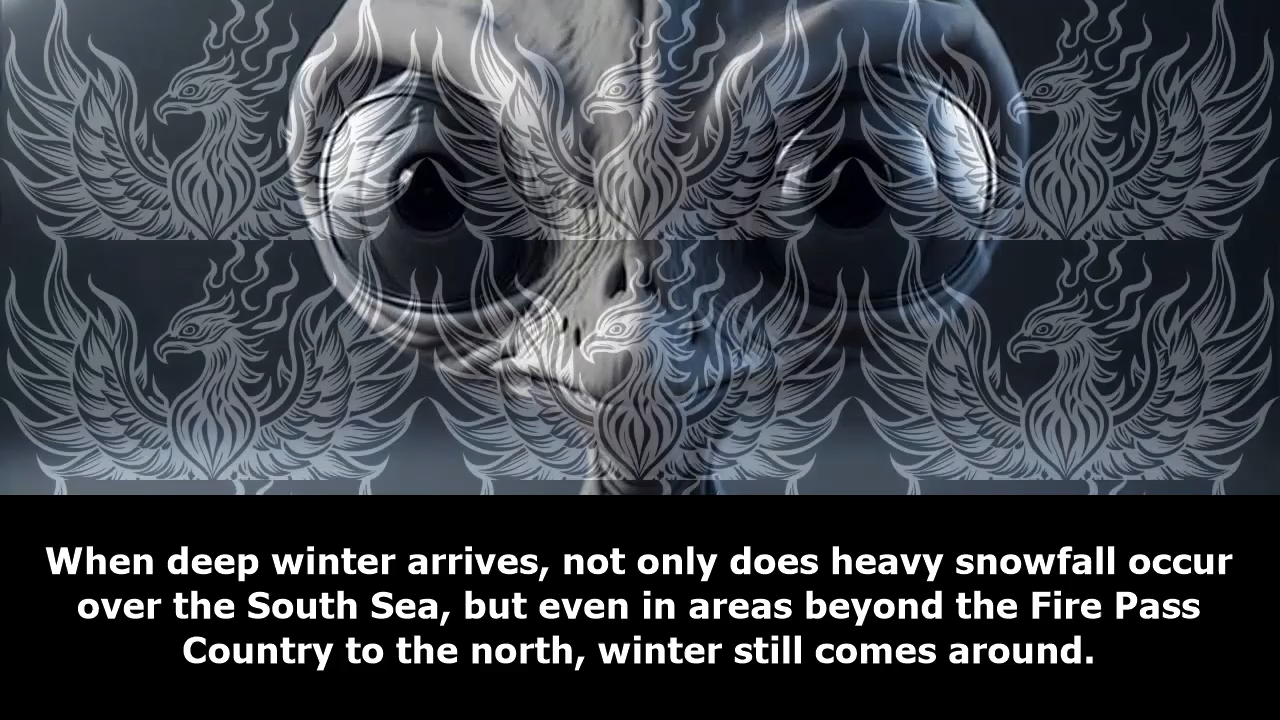 When deep winter arrives, not only does heavy snowfall occur
over the South Sea, but even in areas beyond the Fire Pass
Country to the north, winter still comes around.